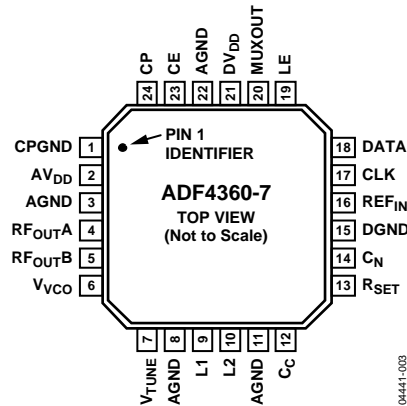 CP
CE
AGND
DVDD
MUXOUT
LE
24
23
22
21
20
19
CPGND 1
AVDD 2
AGND 3
RFOUTA 4
RFOUTB 5
VVCO 6
PIN 1
IDENTIFIER
ADF4360-7
TOP VIEW
(Not to Scale)
18 DATA
17 CLK
16 REFIN
15 DGND
14 CN
13 RSET
7
8
9
10
11
12
VTUNE
AGND
L1
L2
AGND
CC
04441-003